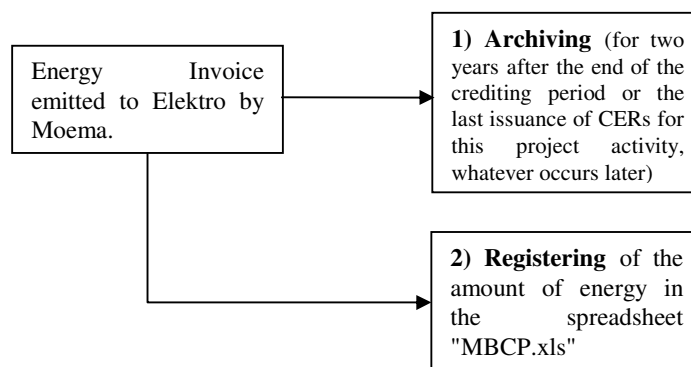 Energy Invoice
emitted to Elektro by
Moema.
1) Archiving (for two
years after the end of the
crediting period or the
last issuance of CERs for
this project activity,
whatever occurs later)
2) Registering of the
amount of energy in
the spreadsheet
"MBCP.xls"